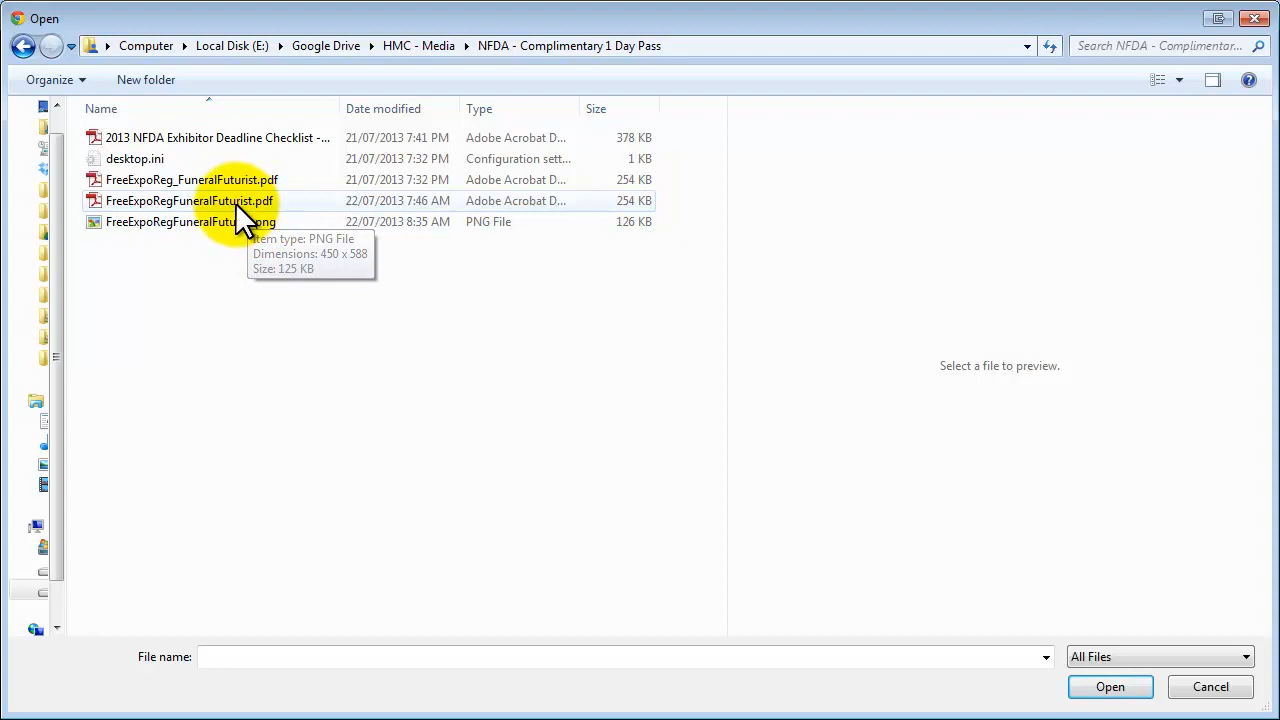 Open
Computer Local Disk (E:) Google Drive HMC - Media NFDA - Complimentary 1 Day Pass Search NFDA - Complimentar...
Organize New folder
Name Date modified Type Size
2013 NFDA Exhibitor Deadline Checklist -... 21/07/2013 7:41 PM Adobe Acrobat D... 378 KB
desktop.ini 21/07/2013 7:32 PM Configuration sett... 1 KB
FreeExpoReg_FuneralFuturist.pdf 21/07/2013 7:32 PM Adobe Acrobat D... 254 KB
FreeExpoRegFuneralFuturist.pdf 22/07/2013 7:46 AM Adobe Acrobat D... 254 KB
22/07/2013 8:35 AM PNG File 126 KB
Item type: PNG File
Dimensions: 450 x 588
Size: 125 KB
Select a file to preview.
File name: All Files
Open Cancel